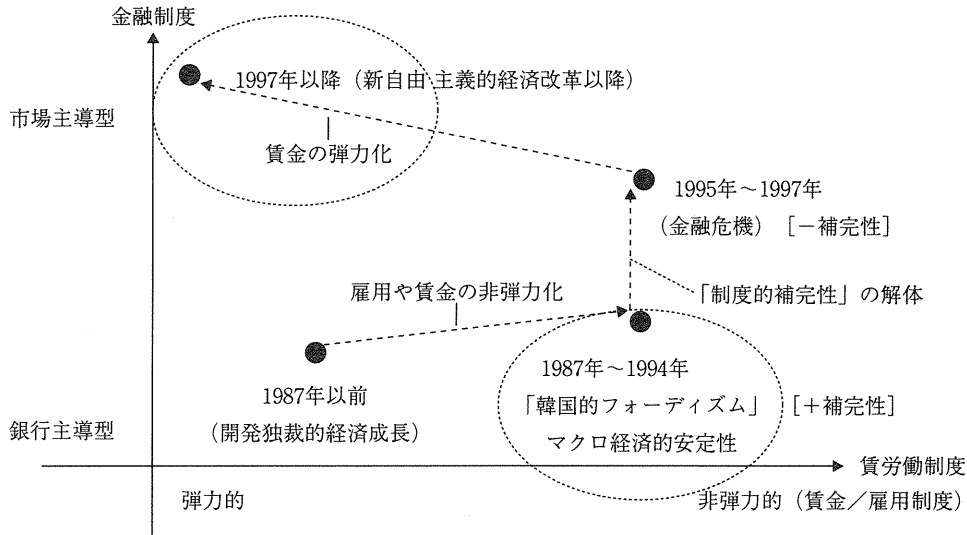 金融制度
1997年以降（新自由主義的経済改革以降）
市場主導型
賃金の弾力化
1995年～1997年
（金融危機）［－補完性］
雇用や賃金の非弾力化
「制度的補完性」の解体
1987年～1994年
1987年以前
「韓国的フォーディズム」［＋補完性］
（開発独裁的経済成長）
銀行主導型
マクロ経済的安定性
賃労働制度
弾力的
非弾力的（賃金／雇用制度）